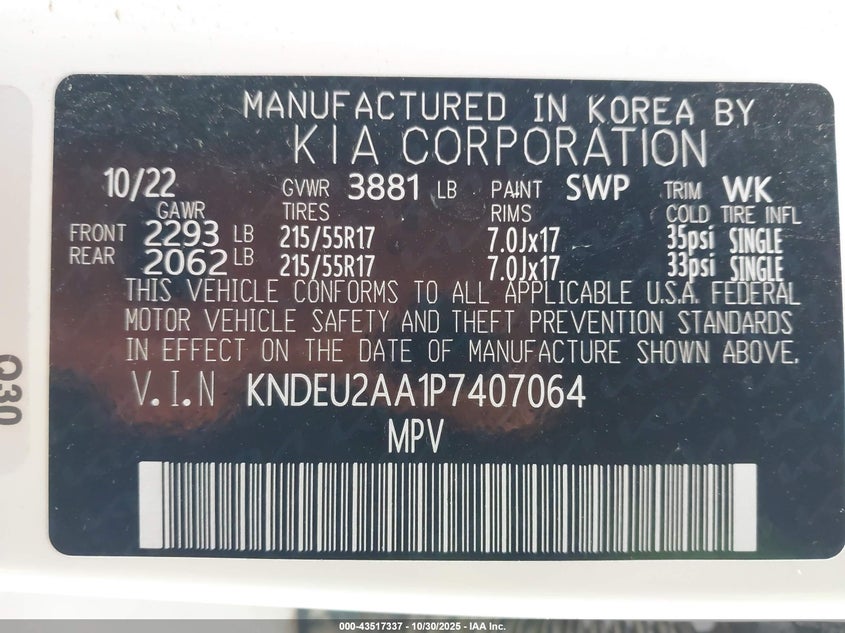 MANUFACTURED IN KOREA BY
KIA CORPORATION
10/22 GVWR 3881 LB PAINT SWP TRIM WK
GAWR TIRES RIMS COLD TIRE INFL
FRONT 2293 LB 215/55R17 7.0Jx17 35psi SINGLE
REAR 2062 LB 215/55R17 7.0Jx17 33psi SINGLE
THIS VEHICLE CONFORMS TO ALL APPLICABLE U.S.A. FEDERAL
MOTOR VEHICLE SAFETY AND THEFT PREVENTION STANDARDS
IN EFFECT ON THE DATE OF MANUFACTURE SHOWN ABOVE.
V.I.N KNDEU2AA1P7407064
MPV
Q30
000-43517337 - 10/30/2025 - IAA Inc.